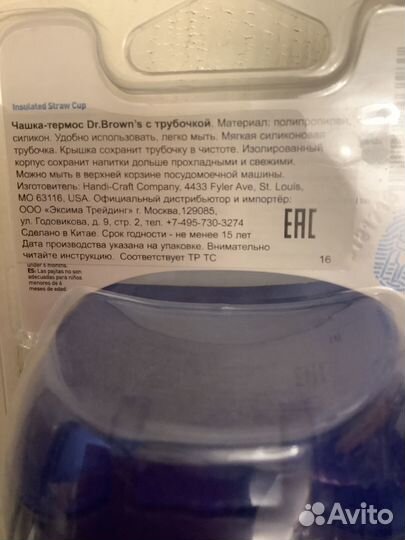 Insulated Straw Cup
Чашка-термос Dr.Brown's с трубочкой. Материал: полипропилен,
силикон. Удобно использовать, легко мыть. Мягкая силиконовая
трубочка. Крышка сохранит трубочку в чистоте. Изолированный
корпус сохранит напитки дольше прохладными и свежими.
Можно мыть в верхней корзине посудомоечной машины.
Изготовитель: Handi-Craft Company, 4433 Fyler Ave, St. Louis,
MO 63116, USA. Официальный дистрибьютор и импортёр:
ООО «Эксима Трейдинг» г. Москва,129085,
ул. Годовикова, д. 9, стр. 2, тел. +7-495-730-3274
Сделано в Китае. Срок годности - не менее 15 лет
Дата производства указана на упаковке. Внимательно
читайте инструкцию. Соответствует ТР ТС
16
EAC
under 6 months.
ES: Las pajitas no son
adecuadas para niños
menores de 6
meses de edad.
Avito